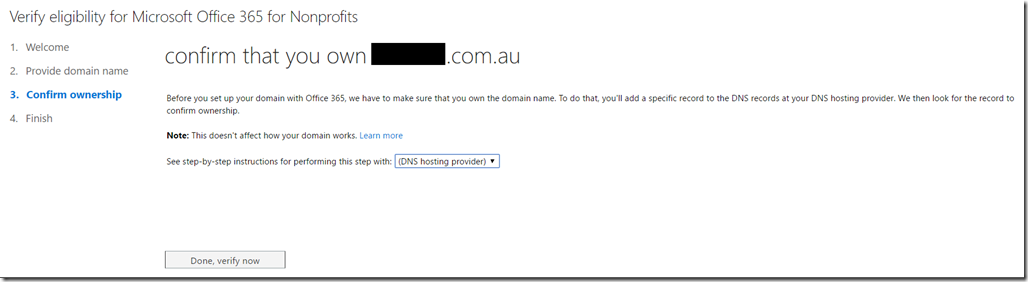 Verify eligibility for Microsoft Office 365 for Nonprofits
1. Welcome
2. Provide domain name
3. Confirm ownership
4. Finish
confirm that you own .com.au
Before you set up your domain with Office 365, we have to make sure that you own the domain name. To do that, you'll add a specific record to the DNS records at your DNS hosting provider. We then look for the record to
confirm ownership.
Note: This doesn't affect how your domain works. Learn more
See step-by-step instructions for performing this step with: (DNS hosting provider)
Done, verify now